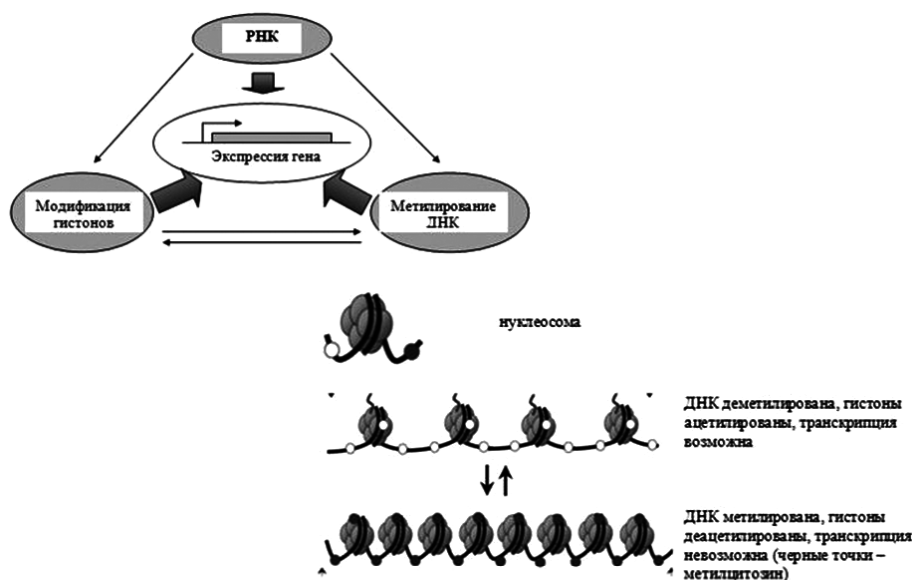 РНК
Экспрессия гена
Модификация
гистонов
Метилирование
ДНК
нуклеосома
ДНК деметилирована, гистоны
ацетилированы, транскрипция
возможна
ДНК метилирована, гистоны
деацетилированы, транскрипция
невозможна (черные точки –
метилцитозин)